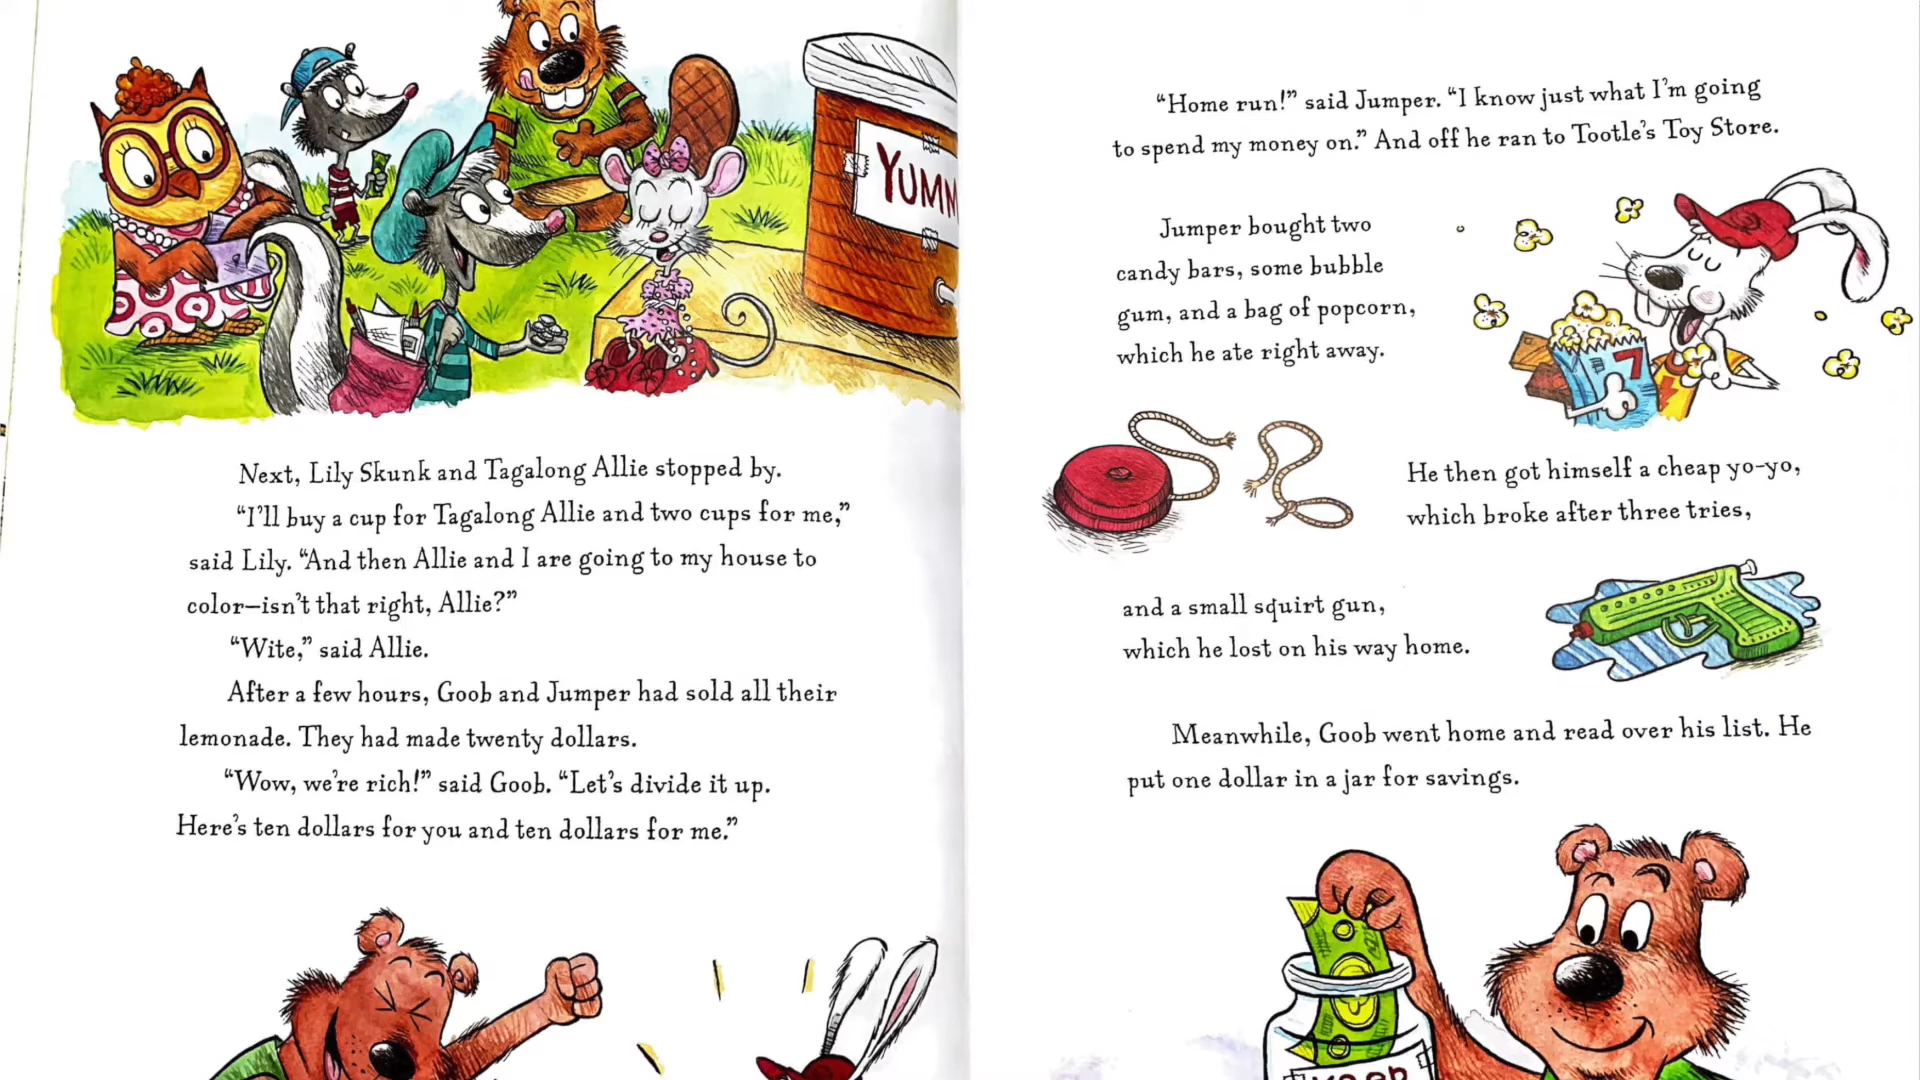 YUMM
Next, Lily Skunk and Tagalong Allie stopped by.
“I’ll buy a cup for Tagalong Allie and two cups for me,”
said Lily. “And then Allie and I are going to my house to
color—isn’t that right, Allie?”
“Wite,” said Allie.
After a few hours, Goob and Jumper had sold all their
lemonade. They had made twenty dollars.
“Wow, we’re rich!” said Goob. “Let’s divide it up.
Here’s ten dollars for you and ten dollars for me.”
“Home run!” said Jumper. “I know just what I’m going
to spend my money on.” And off he ran to Tootle’s Toy Store.
Jumper bought two
candy bars, some bubble
gum, and a bag of popcorn,
which he ate right away.
7
He then got himself a cheap yo-yo,
which broke after three tries,
and a small squirt gun,
which he lost on his way home.
Meanwhile, Goob went home and read over his list. He
put one dollar in a jar for savings.